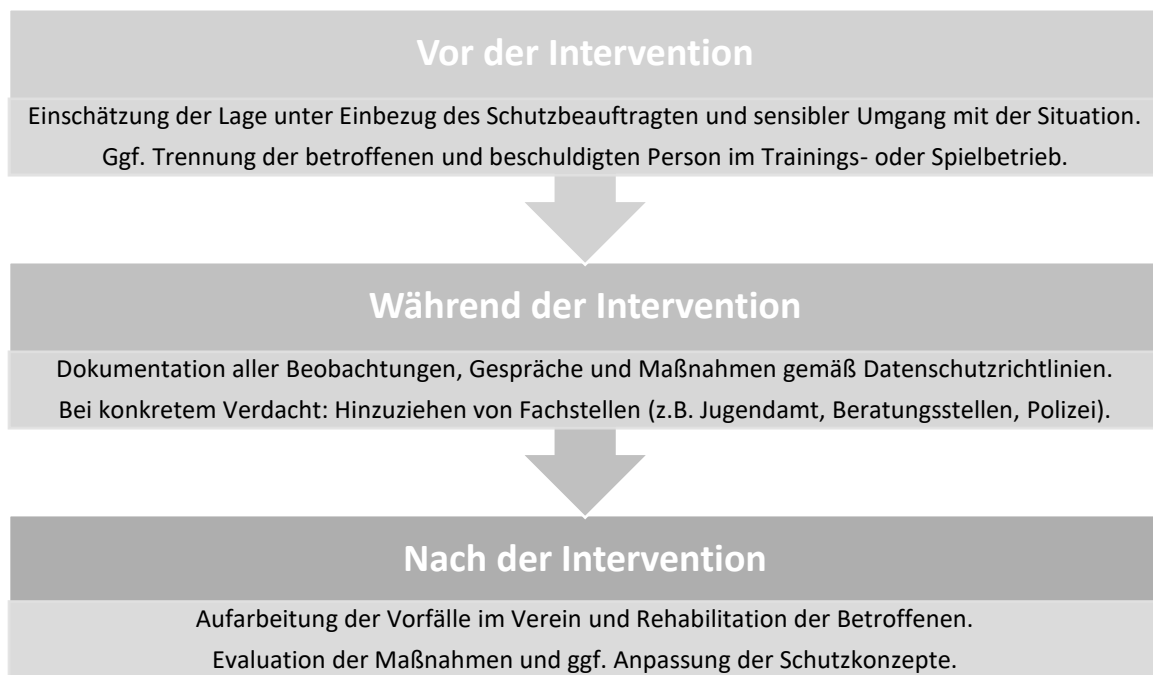 Vor der Intervention
Einschätzung der Lage unter Einbezug des Schutzbeauftragten und sensibler Umgang mit der Situation.
Ggf. Trennung der betroffenen und beschuldigten Person im Trainings- oder Spielbetrieb.
Während der Intervention
Dokumentation aller Beobachtungen, Gespräche und Maßnahmen gemäß Datenschutzrichtlinien.
Bei konkretem Verdacht: Hinzuziehen von Fachstellen (z.B. Jugendamt, Beratungsstellen, Polizei).
Nach der Intervention
Aufarbeitung der Vorfälle im Verein und Rehabilitation der Betroffenen.
Evaluation der Maßnahmen und ggf. Anpassung der Schutzkonzepte.